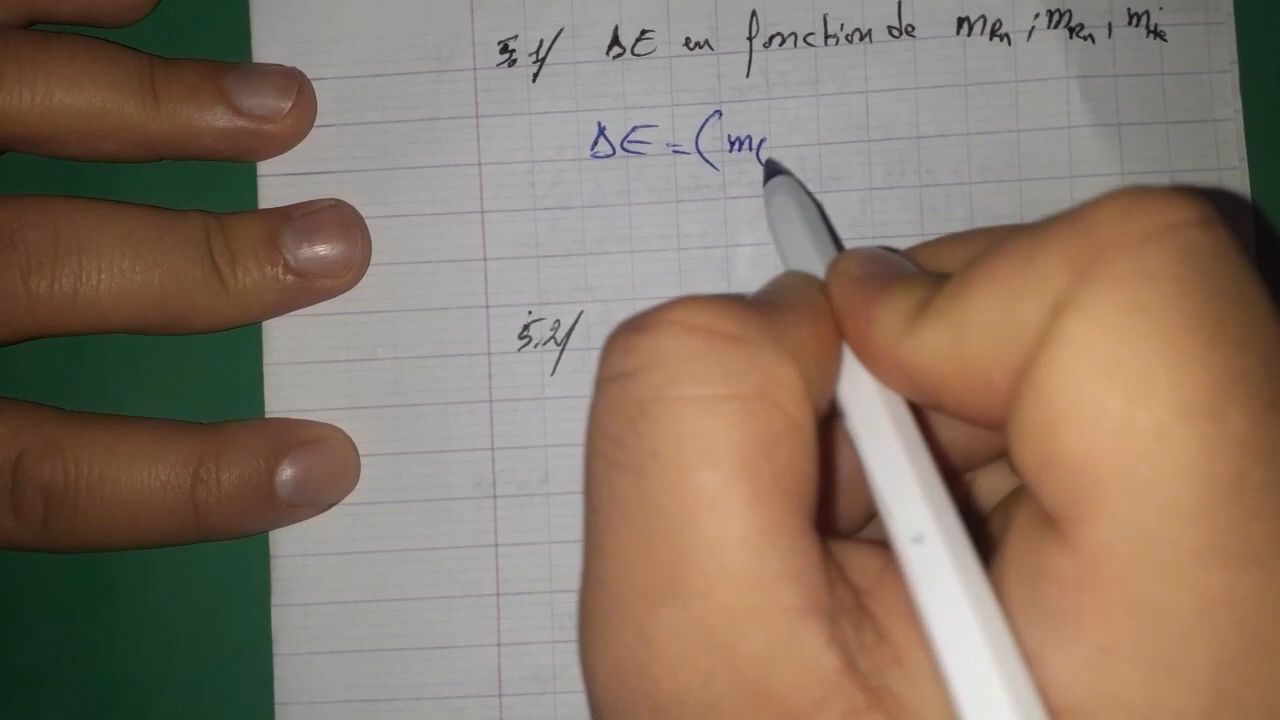 5.1/ ΔE en fonction de mRn ; mRn , mHe
ΔE = (m(
5.2/